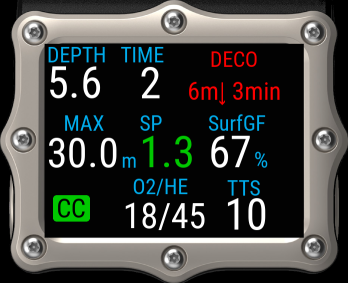 DEPTH TIME DECO
5.6 2 6m↓ 3min
MAX SP SurfGF
30.0m 1.3 67%
O2/HE TTS
CC 18/45 10